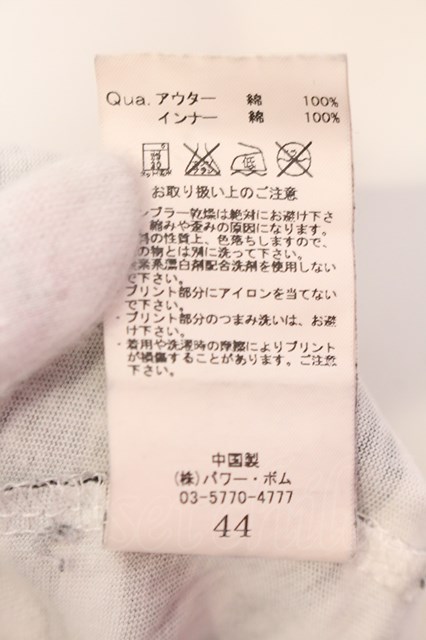 Qua. アウター 綿 100%
インナー 綿 100%
お取り扱い上のご注意
ンブラー乾燥は絶対にお避け下さ
縮みや歪みの原因になります。
の性質上、色落ちしますので、
の物とは別に洗って下さい。
素系漂白剤配合洗剤を使用しない
で下さい。
・プリント部分にアイロンを当てない
で下さい。
・プリント部分のつまみ洗いは、お避
け下さい。
・着用や洗濯時の摩擦によりプリント
が損傷することがあります。ご注意
下さい。
中国製
(株)パワー・ボム
03-5770-4777
44